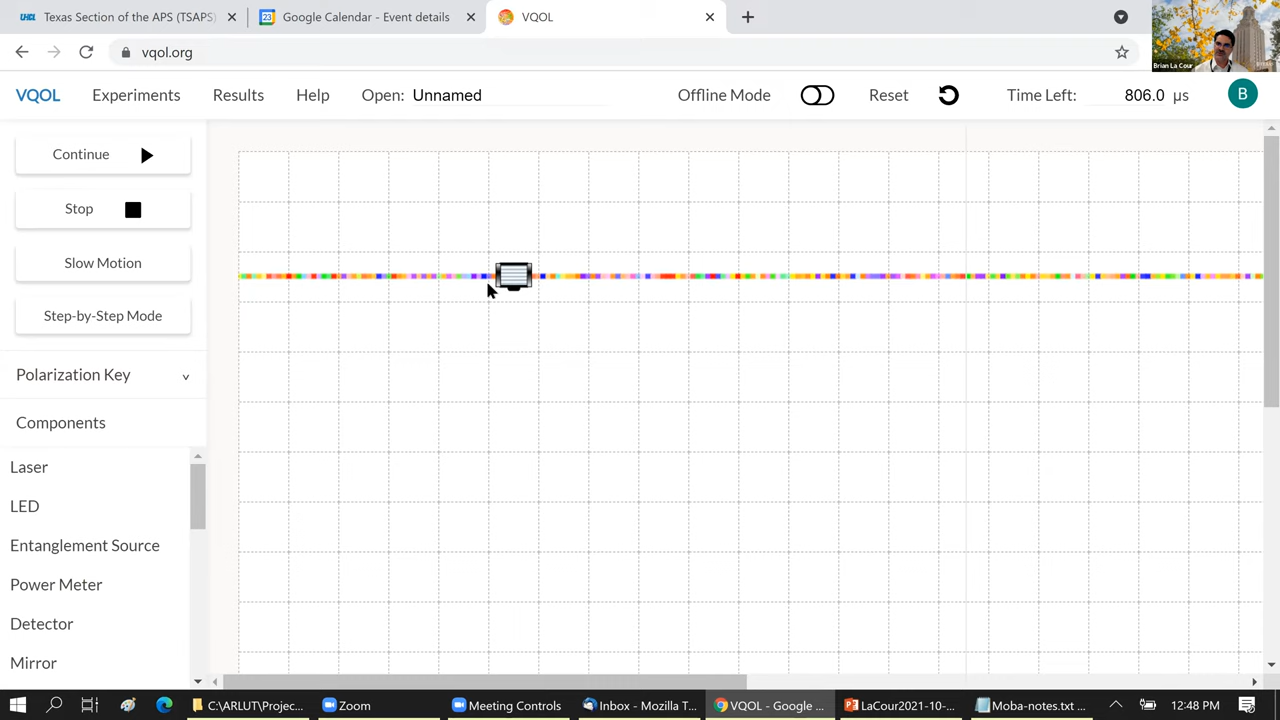 Texas Section of the APS (TSAPS)
Google Calendar - Event details
VQOL
vqol.org
Brian La Cour
VQOL
Experiments
Results
Help
Open: Unnamed
Offline Mode
Reset
Time Left: 806.0 µs
B
Continue
Stop
Slow Motion
Step-by-Step Mode
Polarization Key
Components
Laser
LED
Entanglement Source
Power Meter
Detector
Mirror
C:\ARLUT\Projec...
Zoom
Meeting Controls
Inbox - Mozilla T...
VQOL - Google ...
LaCour2021-10-...
Moba-notes.txt ...
12:48 PM